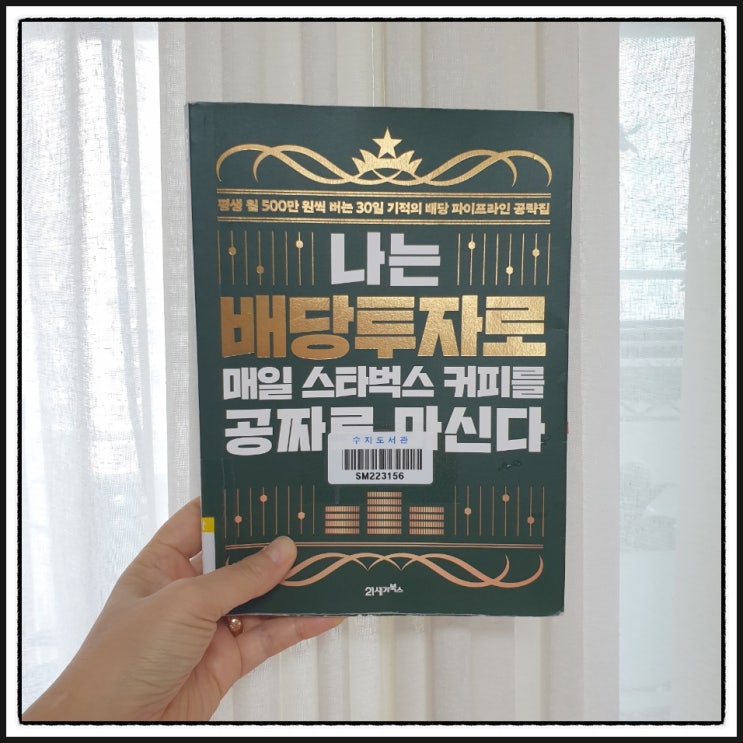 평생 월 500만 원씩 버는 30일 기적의 배당 파이프라인 공략집
나는
배당투자로
매일 스타벅스 커피를
공짜로 마신다
수지도서관
SM223156
21세기북스